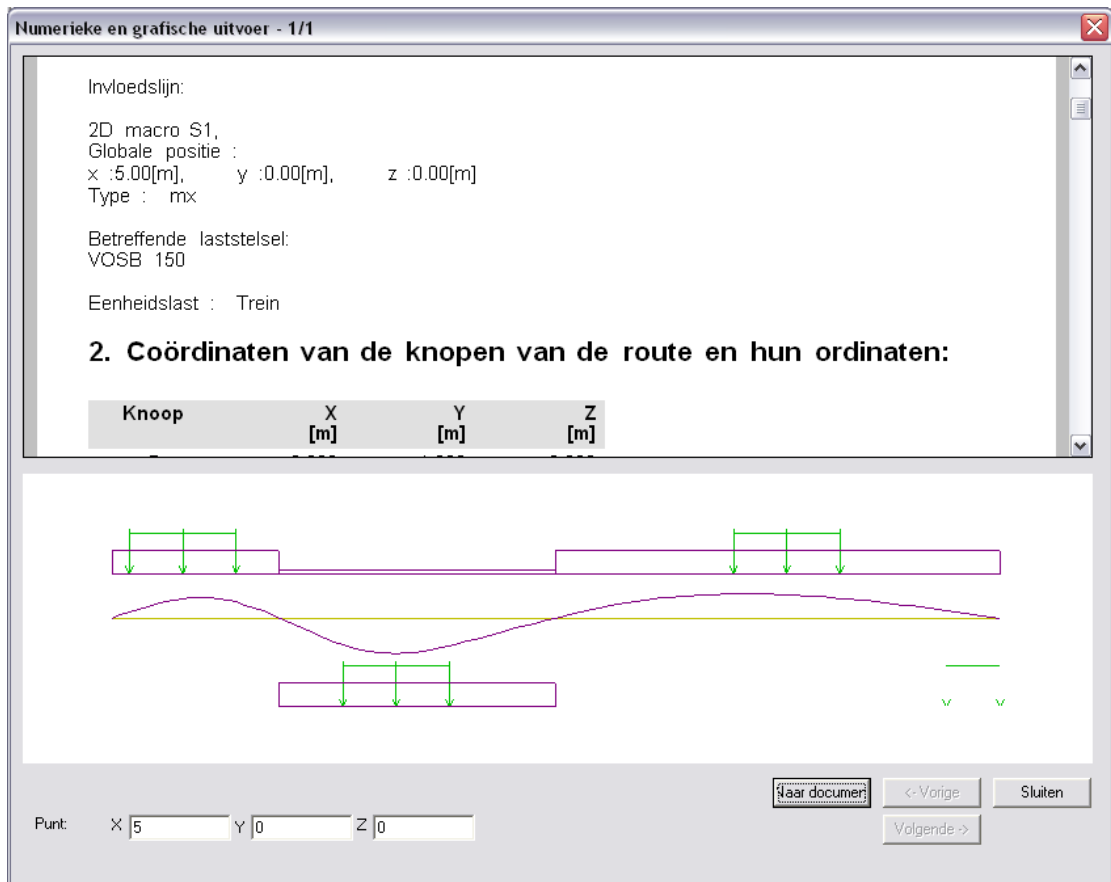 Numerieke en grafische uitvoer - 1/1
Invloedslijn:
2D macro S1,
Globale positie :
x :5.00[m], y :0.00[m], z :0.00[m]
Type : mx
Betreffende laststelsel:
VOSB 150
Eenheidslast : Trein
2. Coördinaten van de knopen van de route en hun ordinaten:
Knoop X Y Z
[m] [m] [m]
Naar documen <- Vorige Sluiten
Punt: X 5 Y 0 Z 0 Volgende ->